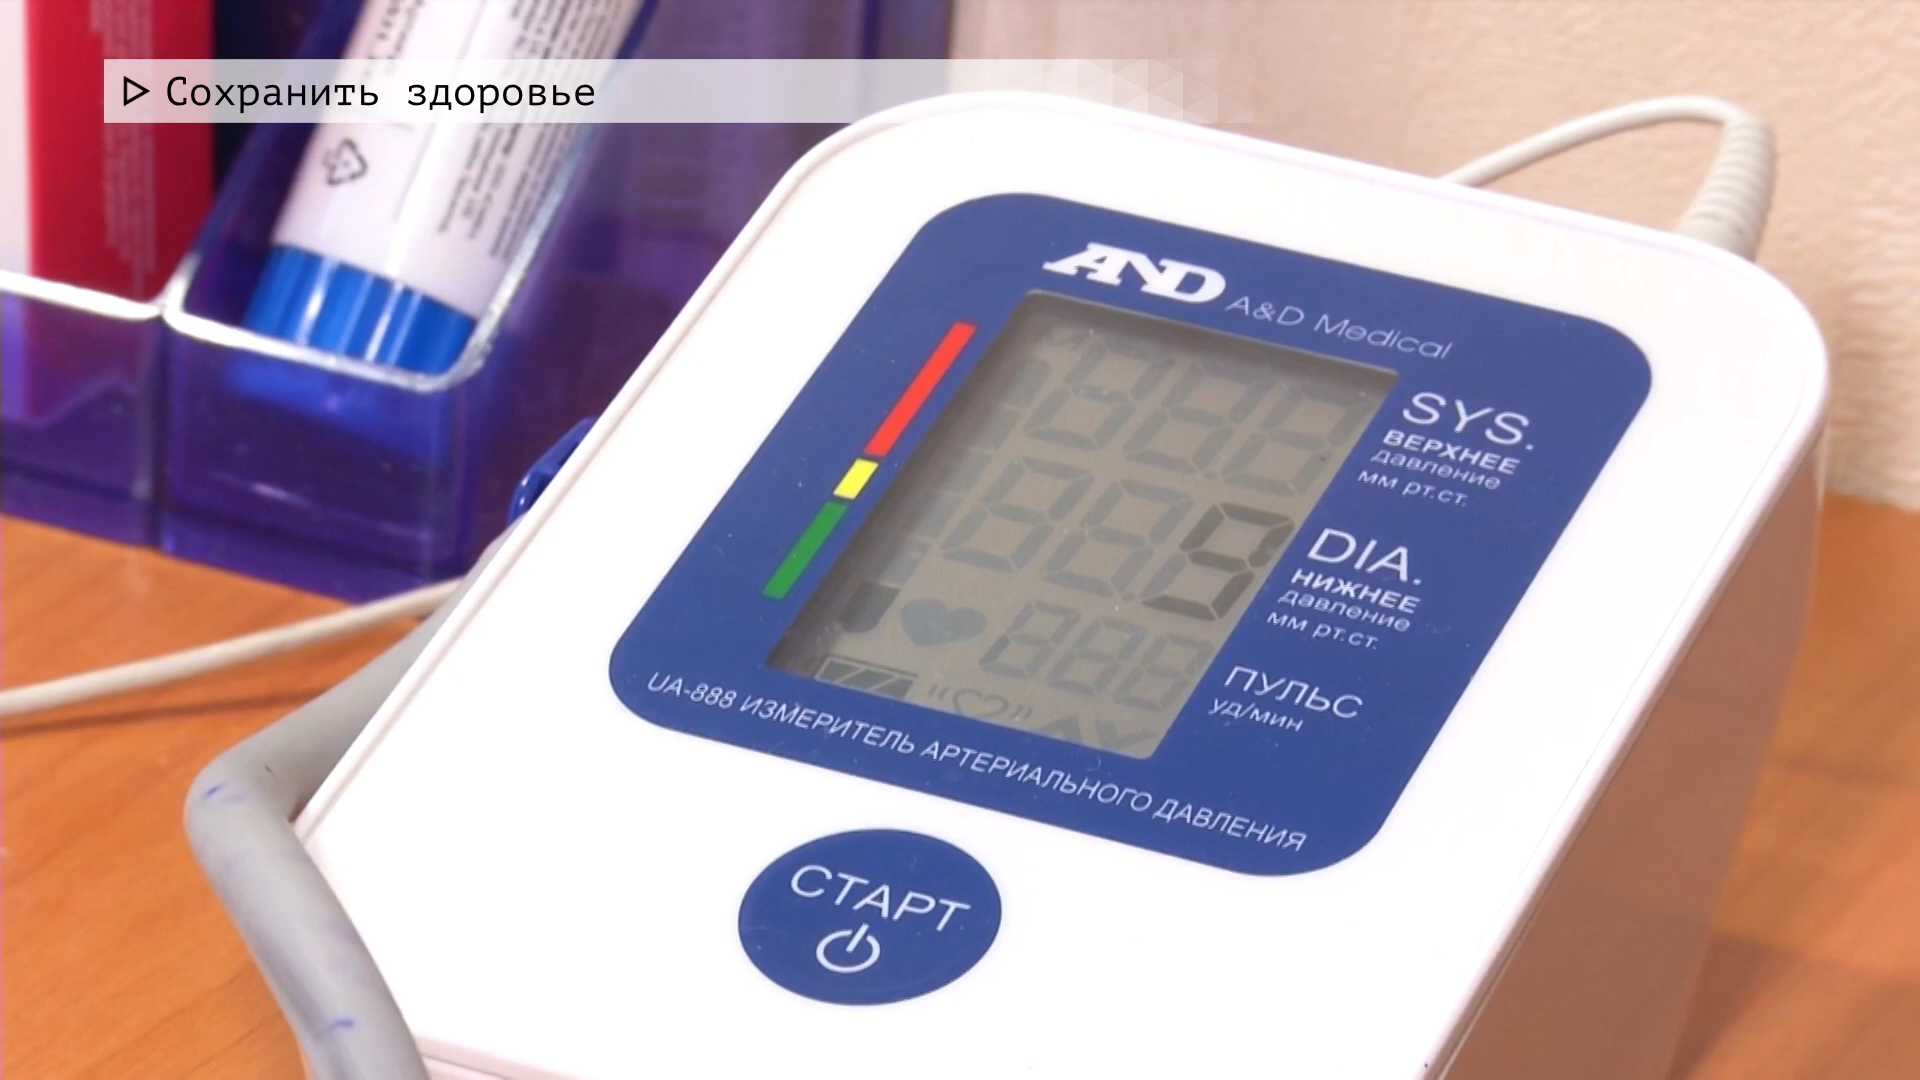 Сохранить здоровье
AND A&D Medical
SYS.
ВЕРХНЕЕ
давление
мм рт.ст.
DIA.
НИЖНЕЕ
давление
мм рт.ст.
ПУЛЬС
уд/мин
UA-888 ИЗМЕРИТЕЛЬ АРТЕРИАЛЬНОГО ДАВЛЕНИЯ
СТАРТ